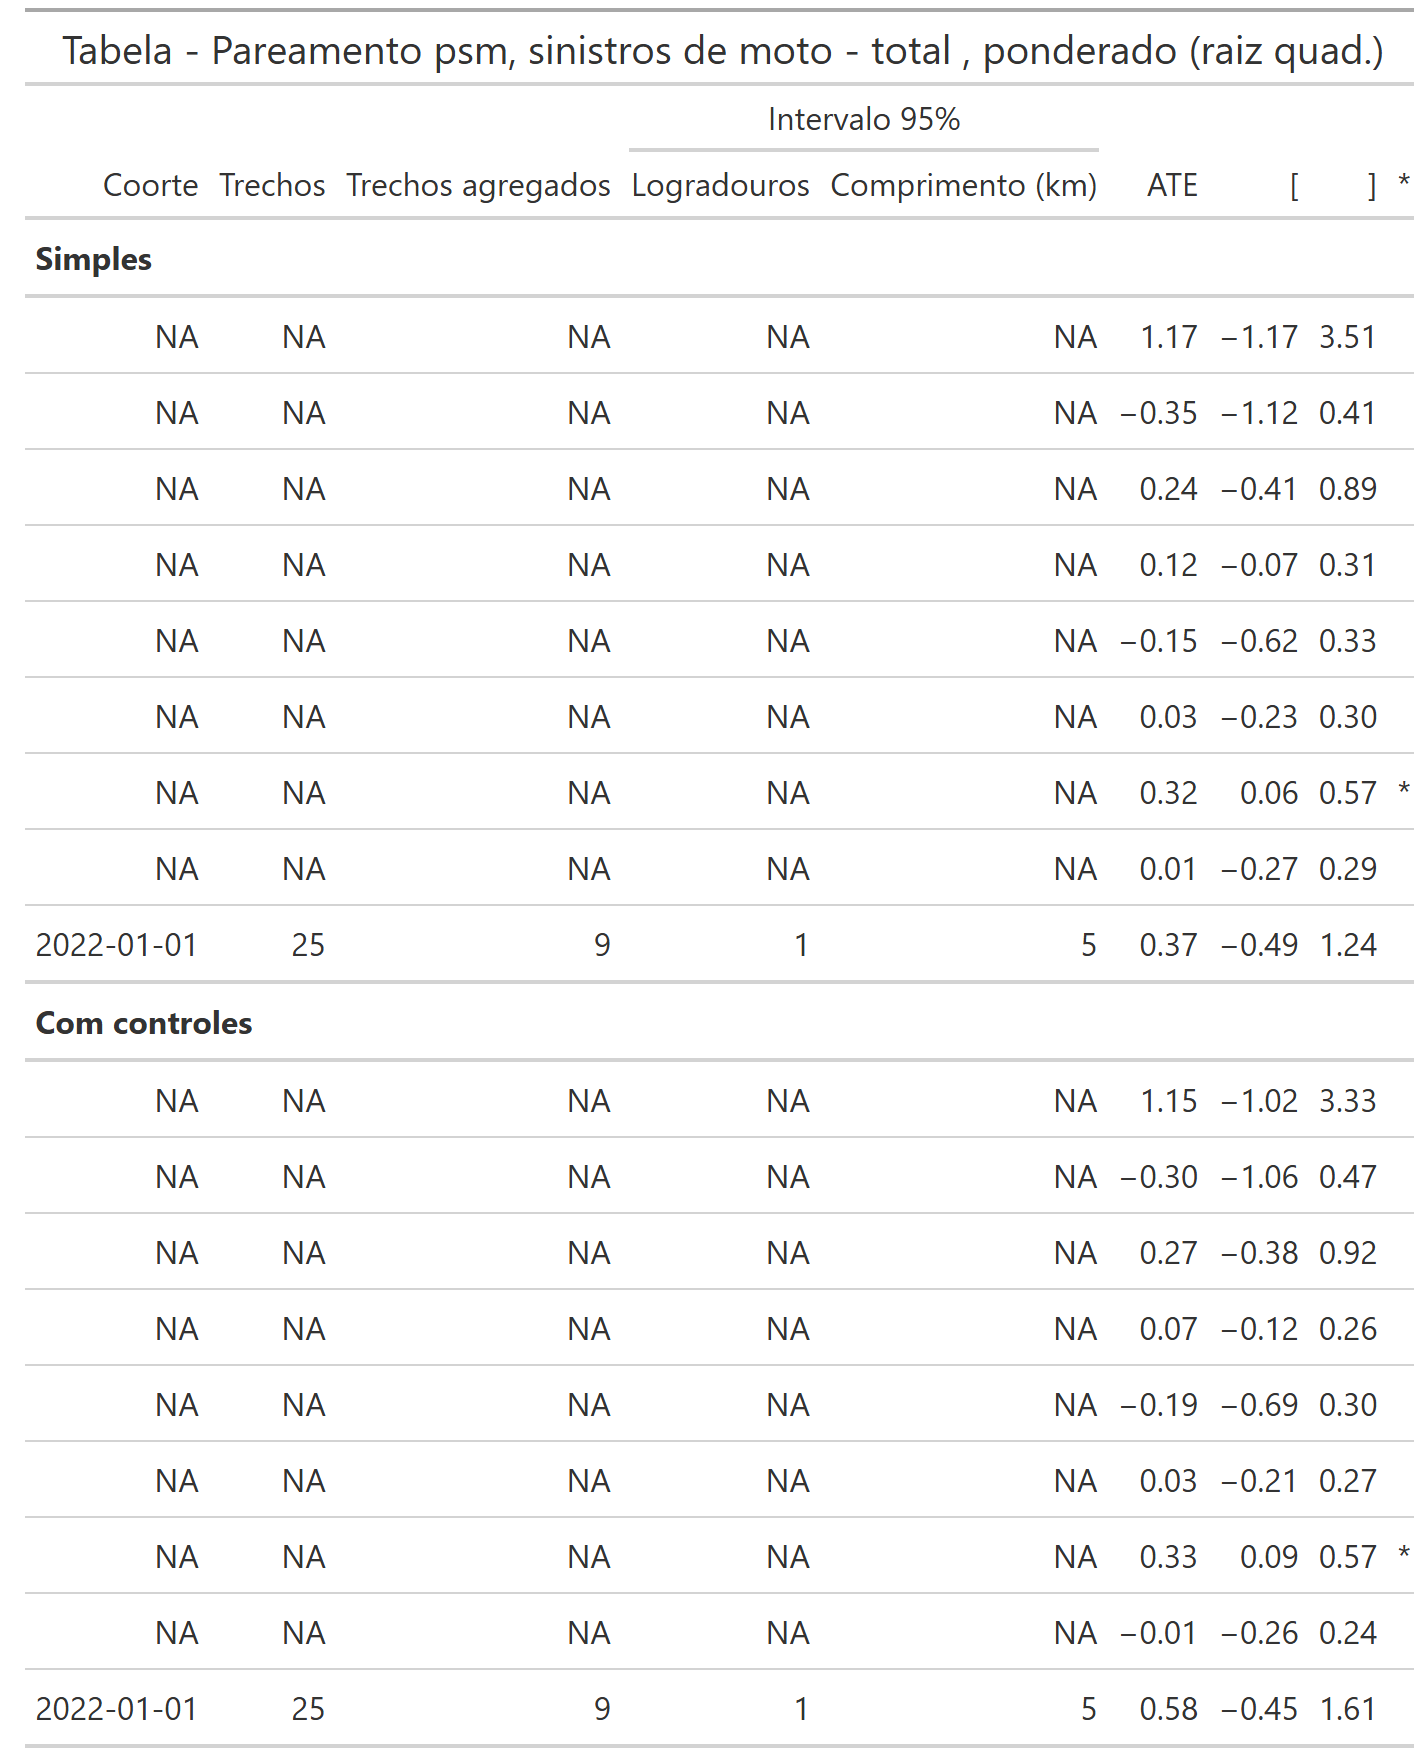 Tabela - Pareamento psm, sinistros de moto - total , ponderado (raiz quad.)
Intervalo 95%
Coorte Trechos Trechos agregados Logradouros Comprimento (km) ATE [ ] *
Simples
NA NA NA NA NA 1.17 −1.17 3.51
NA NA NA NA NA −0.35 −1.12 0.41
NA NA NA NA NA 0.24 −0.41 0.89
NA NA NA NA NA 0.12 −0.07 0.31
NA NA NA NA NA −0.15 −0.62 0.33
NA NA NA NA NA 0.03 −0.23 0.30
NA NA NA NA NA 0.32 0.06 0.57 *
NA NA NA NA NA 0.01 −0.27 0.29
2022-01-01 25 9 1 5 0.37 −0.49 1.24
Com controles
NA NA NA NA NA 1.15 −1.02 3.33
NA NA NA NA NA −0.30 −1.06 0.47
NA NA NA NA NA 0.27 −0.38 0.92
NA NA NA NA NA 0.07 −0.12 0.26
NA NA NA NA NA −0.19 −0.69 0.30
NA NA NA NA NA 0.03 −0.21 0.27
NA NA NA NA NA 0.33 0.09 0.57 *
NA NA NA NA NA −0.01 −0.26 0.24
2022-01-01 25 9 1 5 0.58 −0.45 1.61